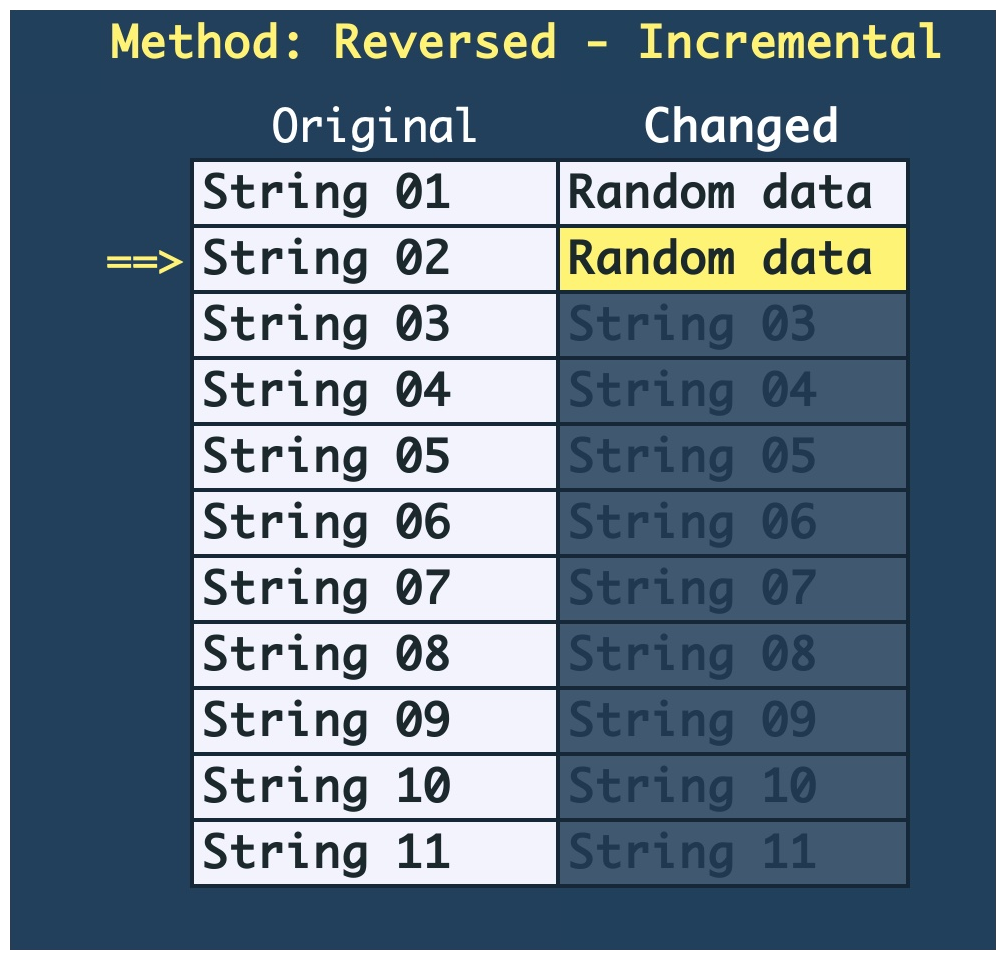 Method: Reversed - Incremental
Original Changed
String 01 Random data
==> String 02 Random data
String 03 String 03
String 04 String 04
String 05 String 05
String 06 String 06
String 07 String 07
String 08 String 08
String 09 String 09
String 10 String 10
String 11 String 11